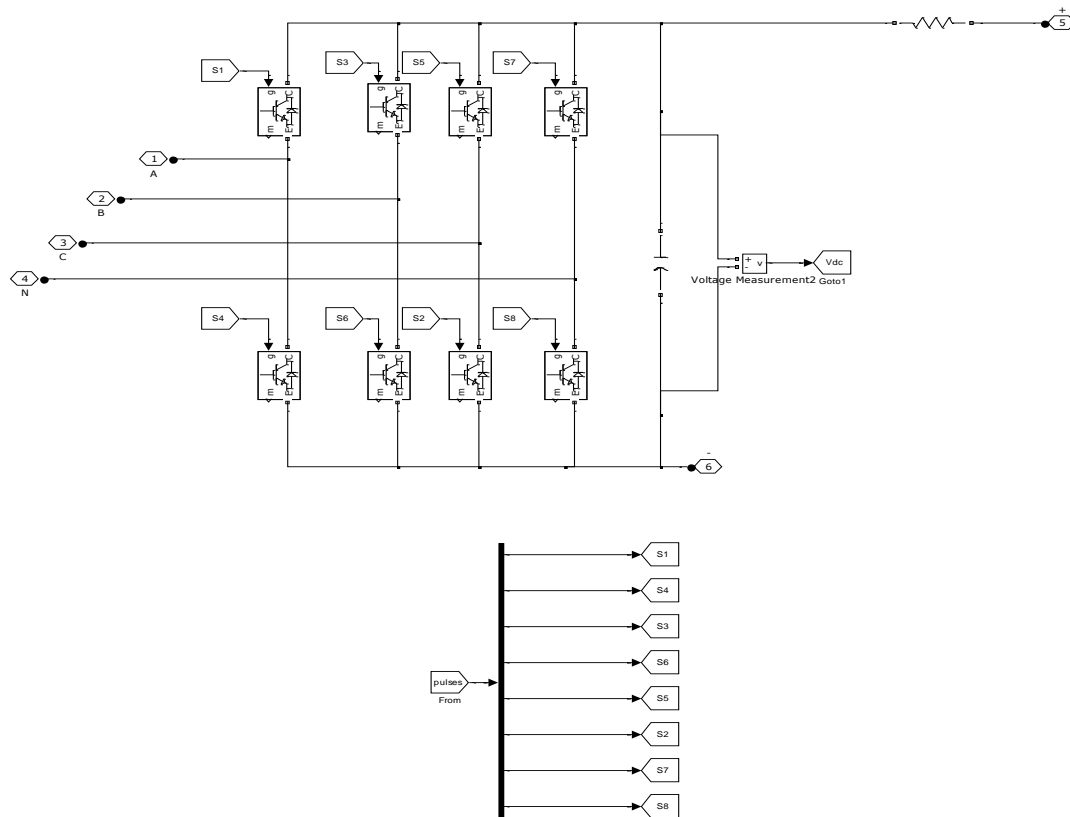 +
5
S1
S3
S5
S7
g C
m E
g C
m E
g C
m E
g C
m E
1
A
2
B
3
C
4
N
+
-
v
Vdc
Voltage Measurement2
Goto1
S4
S6
S2
S8
g C
m E
g C
m E
g C
m E
g C
m E
-
6
S1
S4
S3
S6
pulses
From
S5
S2
S7
S8